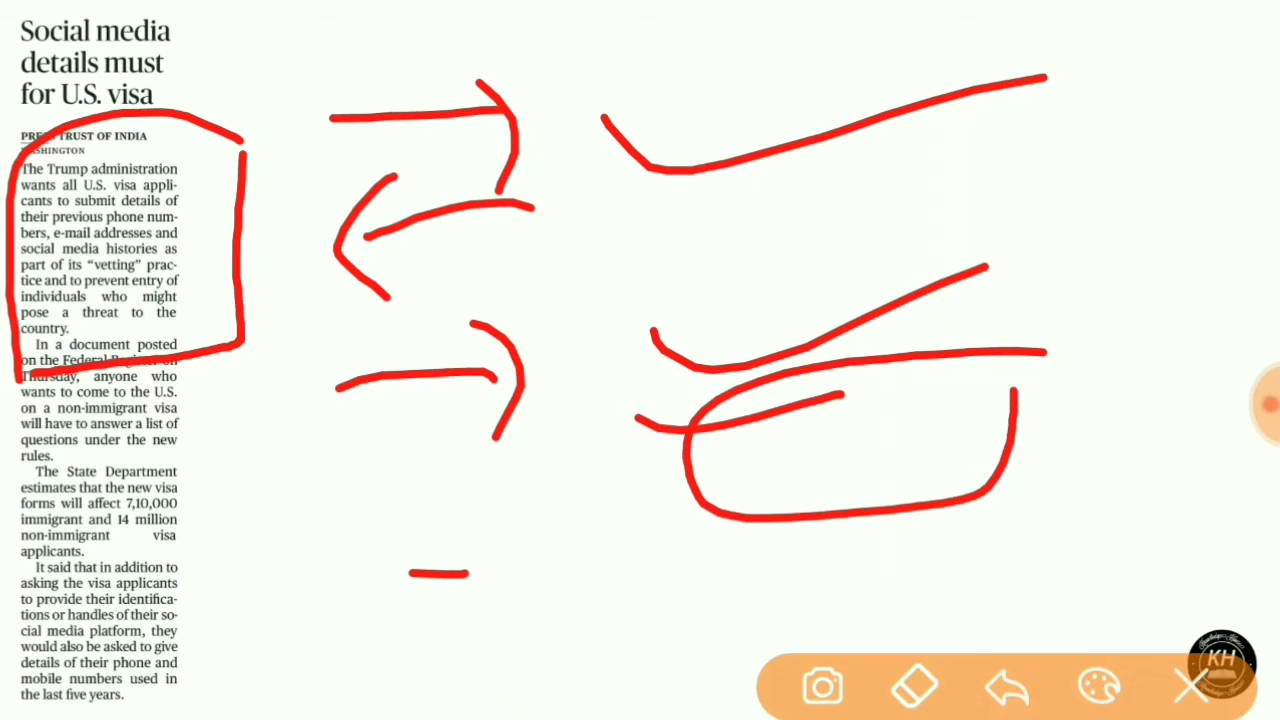 Social media
details must
for U.S. visa
PRESS TRUST OF INDIA
WASHINGTON
The Trump administration
wants all U.S. visa appli-
cants to submit details of
their previous phone num-
bers, e-mail addresses and
social media histories as
part of its “vetting” prac-
tice and to prevent entry of
individuals who might
pose a threat to the
country.
In a document posted
on the Federal Register on
Thursday, anyone who
wants to come to the U.S.
on a non-immigrant visa
will have to answer a list of
questions under the new
rules.
The State Department
estimates that the new visa
forms will affect 7,10,000
immigrant and 14 million
non-immigrant visa
applicants.
It said that in addition to
asking the visa applicants
to provide their identifica-
tions or handles of their so-
cial media platform, they
would also be asked to give
details of their phone and
mobile numbers used in
the last five years.
KH